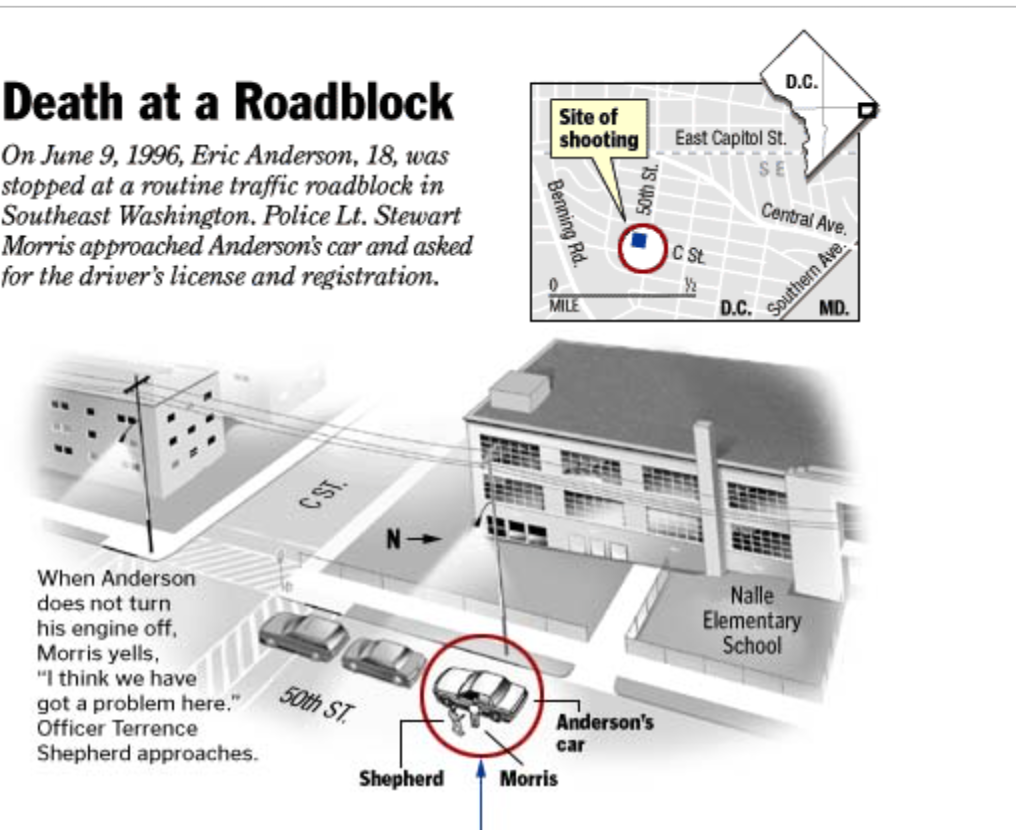 Death at a Roadblock
On June 9, 1996, Eric Anderson, 18, was
stopped at a routine traffic roadblock in
Southeast Washington. Police Lt. Stewart
Morris approached Anderson's car and asked
for the driver's license and registration.
D.C.
Site of
shooting
East Capitol St.
S E
50th St.
Benning Rd.
Central Ave.
C St.
Southern Ave.
0 ½
MILE
D.C.
MD.
C ST.
N
When Anderson
does not turn
his engine off,
Morris yells,
"I think we have
got a problem here."
Officer Terrence
Shepherd approaches.
Nalle
Elementary
School
50th ST.
Anderson's
car
Shepherd
Morris